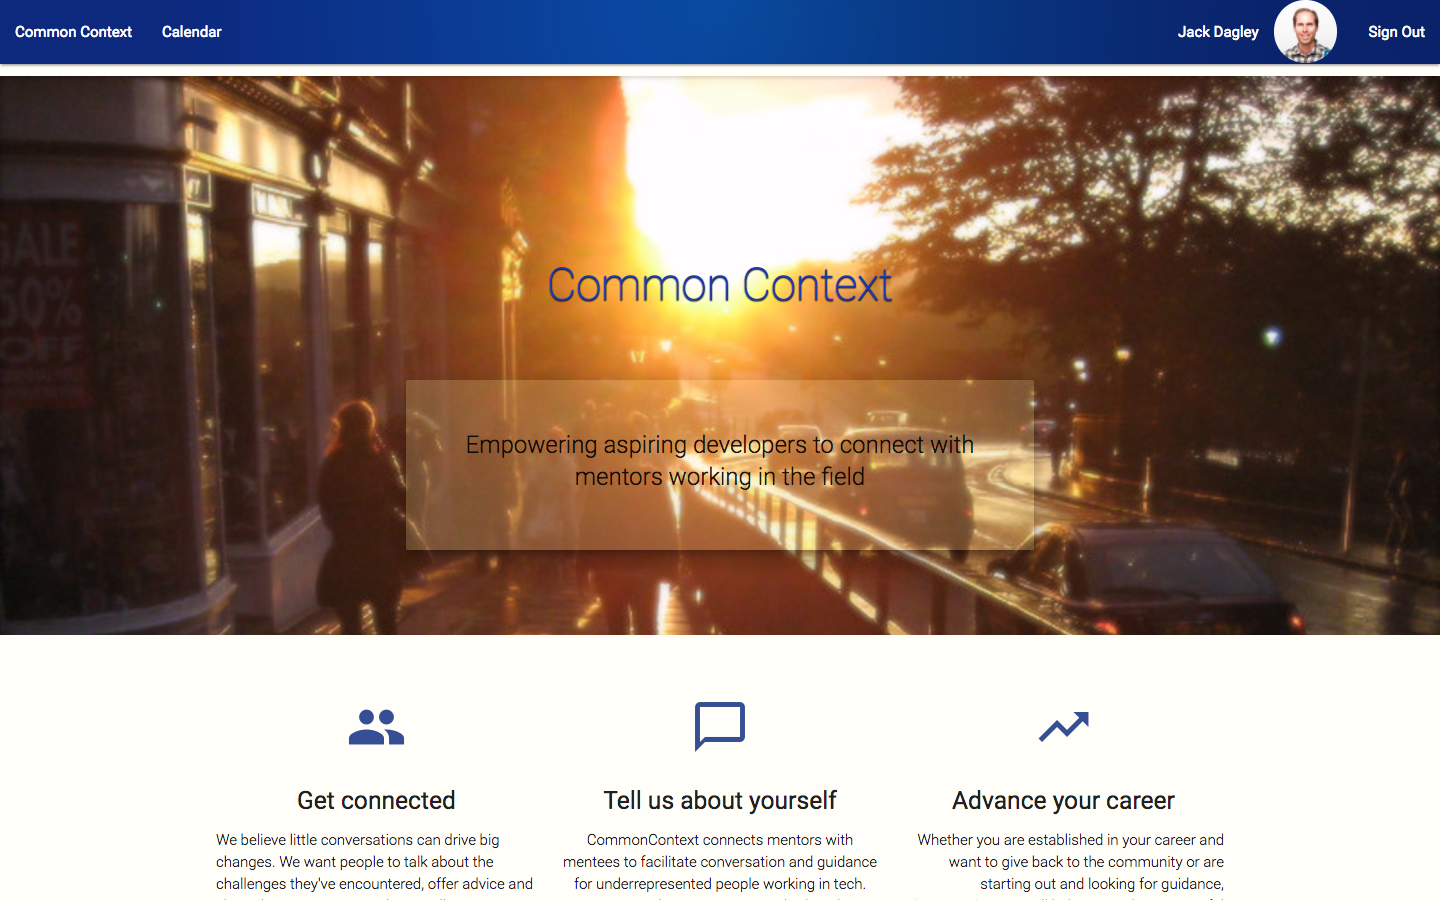 Common Context Calendar Jack Dagley Sign Out
SALE
50%
OFF
Common Context
Empowering aspiring developers to connect with
mentors working in the field
Get connected
We believe little conversations can drive big
changes. We want people to talk about the
challenges they've encountered, offer advice and
Tell us about yourself
CommonContext connects mentors with
mentees to facilitate conversation and guidance
for underrepresented people working in tech.
Advance your career
Whether you are established in your career and
want to give back to the community or are
starting out and looking for guidance,